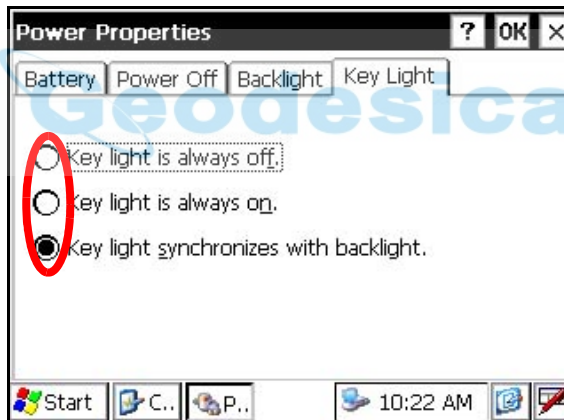 Power Properties ? OK ×
Battery Power Off Backlight Key Light
Geodesical
Key light is always off.
Key light is always on.
Key light synchronizes with backlight.
Start C.. P.. 10:22 AM